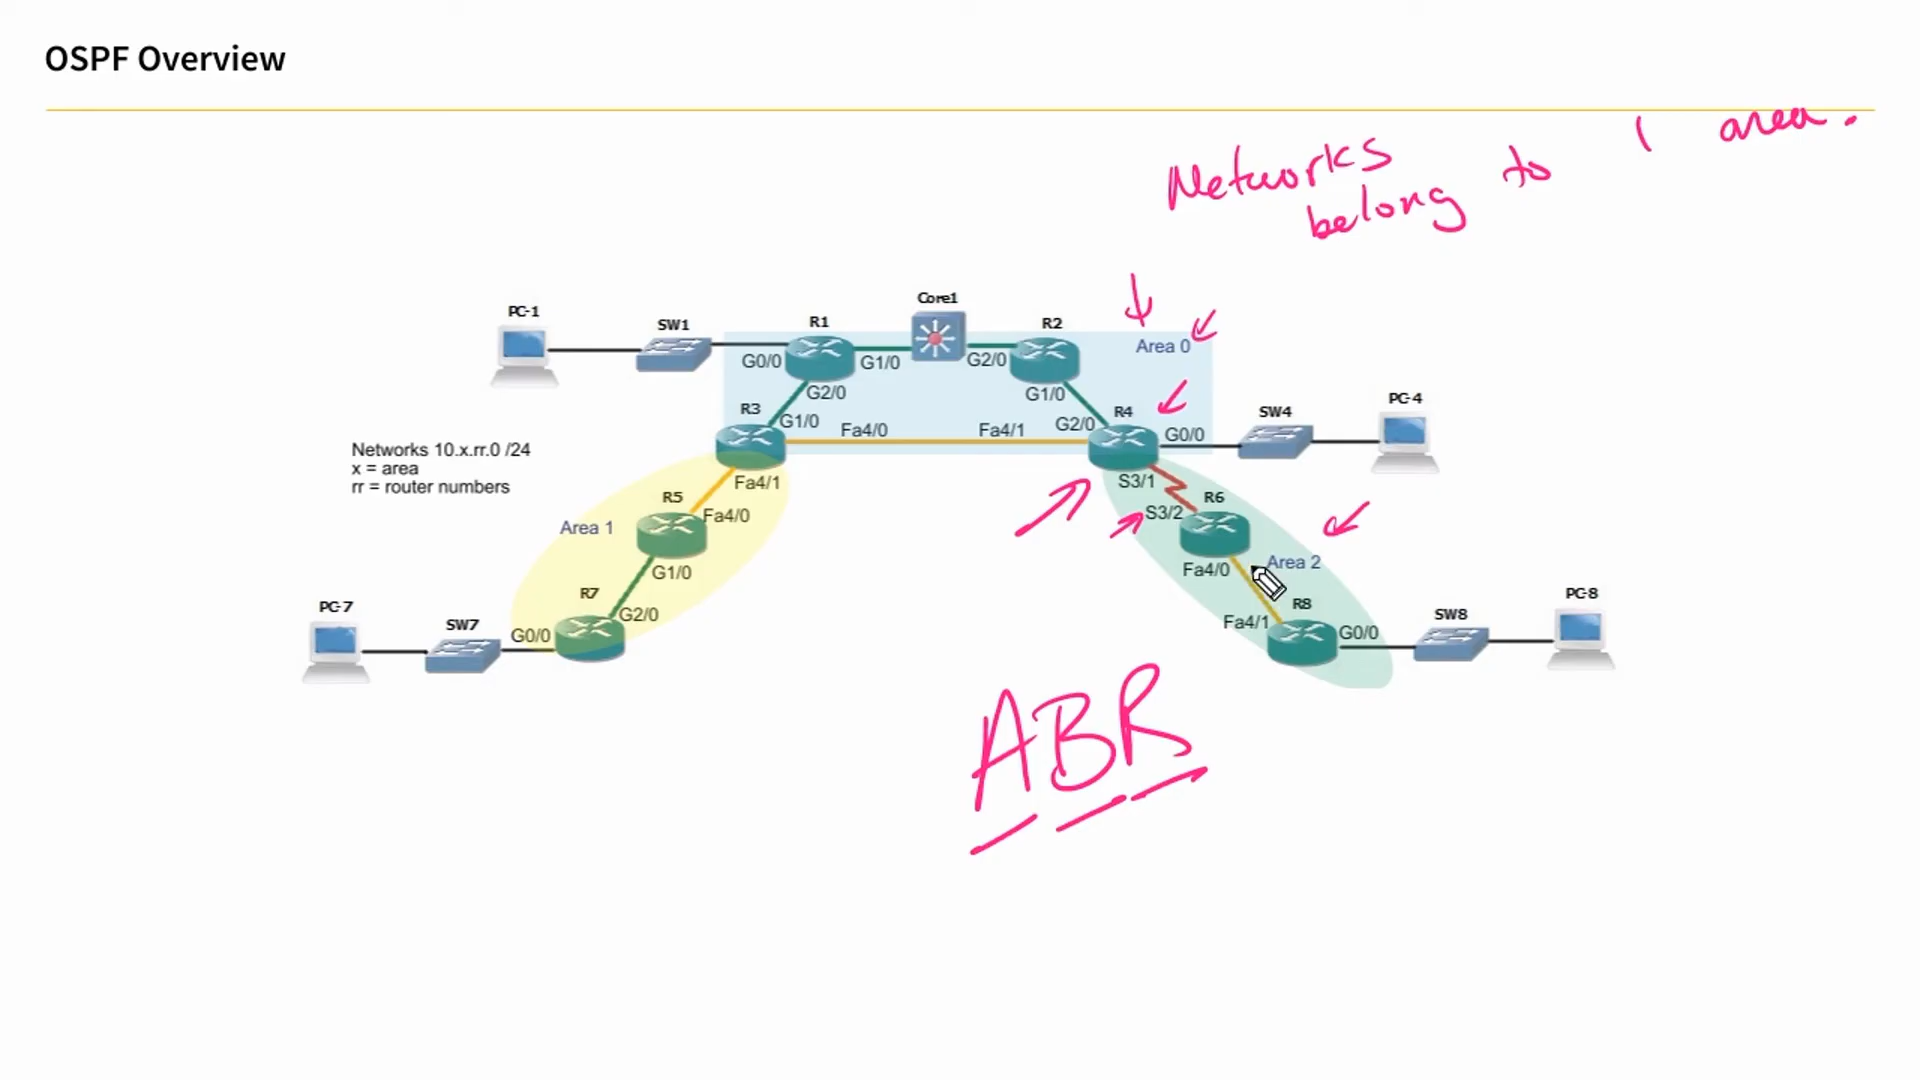 OSPF Overview
Networks belong to 1 area.
Core1
PC-1
SW1
R1
R2
Area 0
G0/0
G1/0
G2/0
G2/0
G1/0
R3
G1/0
Fa4/0
Fa4/1
G2/0
R4
G0/0
SW4
PC-4
Networks 10.x.rr.0 /24
x = area
rr = router numbers
Fa4/1
S3/1
R5
Fa4/0
S3/2
R6
Area 1
G1/0
Fa4/0
Area 2
R7
G2/0
Fa4/1
R8
PC-7
SW7
G0/0
G0/0
SW8
PC-8
ABR